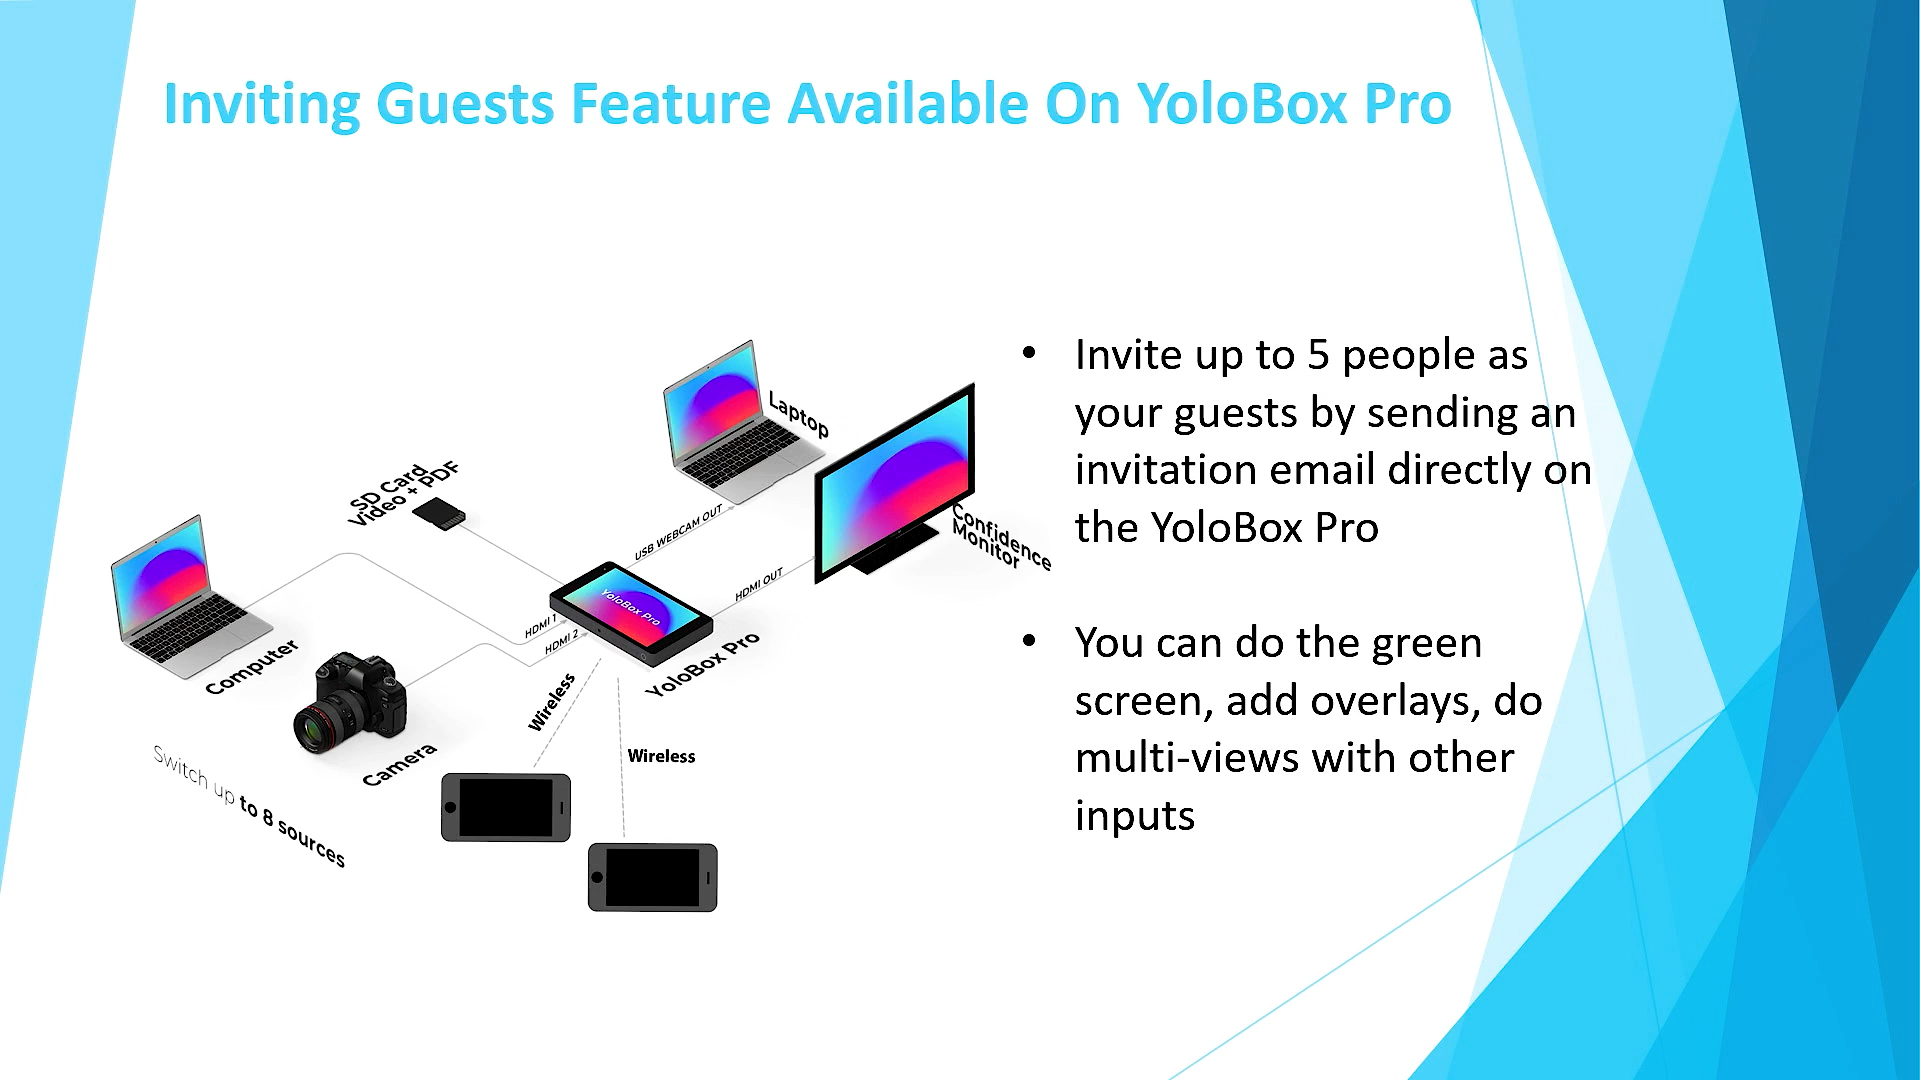 Inviting Guests Feature Available On YoloBox Pro
Laptop
SD Card
Video + PDF
USB WEBCAM OUT
Confidence
Monitor
HDMI OUT
YoloBox Pro
HDMI 1
HDMI 2
YoloBox Pro
Computer
Wireless
Wireless
Camera
Switch up to 8 sources
• Invite up to 5 people as
your guests by sending an
invitation email directly on
the YoloBox Pro
• You can do the green
screen, add overlays, do
multi-views with other
inputs